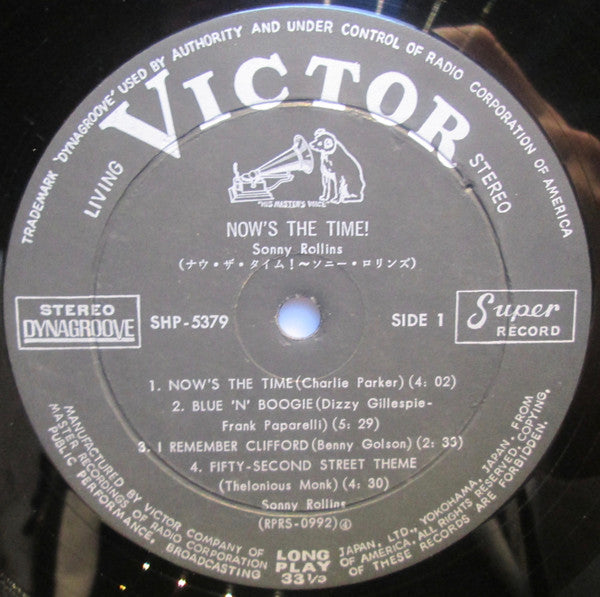 TRADEMARK 'DYNAGROOVE' USED BY AUTHORITY AND UNDER CONTROL OF RADIO CORPORATION OF AMERICA
VICTOR
LIVING
STEREO
"HIS MASTER'S VOICE"
NOW'S THE TIME!
Sonny Rollins
(ナウ・ザ・タイム!〜ソニー・ロリンズ)
STEREO
DYNAGROOVE
SHP-5379
SIDE 1
Super
RECORD
1. NOW'S THE TIME(Charlie Parker)(4: 02)
2. BLUE 'N' BOOGIE(Dizzy Gillespie-
Frank Paparelli)(5: 29)
3. I REMEMBER CLIFFORD(Benny Golson)(2: 33)
4. FIFTY-SECOND STREET THEME
(Thelonious Monk)(4: 30)
Sonny Rollins
(RPRS-0992)④
MANUFACTURED BY VICTOR COMPANY OF JAPAN, LTD., YOKOHAMA, JAPAN. FROM
MASTER RECORDINGS OF RADIO CORPORATION OF AMERICA. ALL RIGHTS RESERVED. COPYING,
PUBLIC PERFORMANCE, BROADCASTING OF THESE RECORDS ARE FORBIDDEN.
LONG
PLAY
33⅓